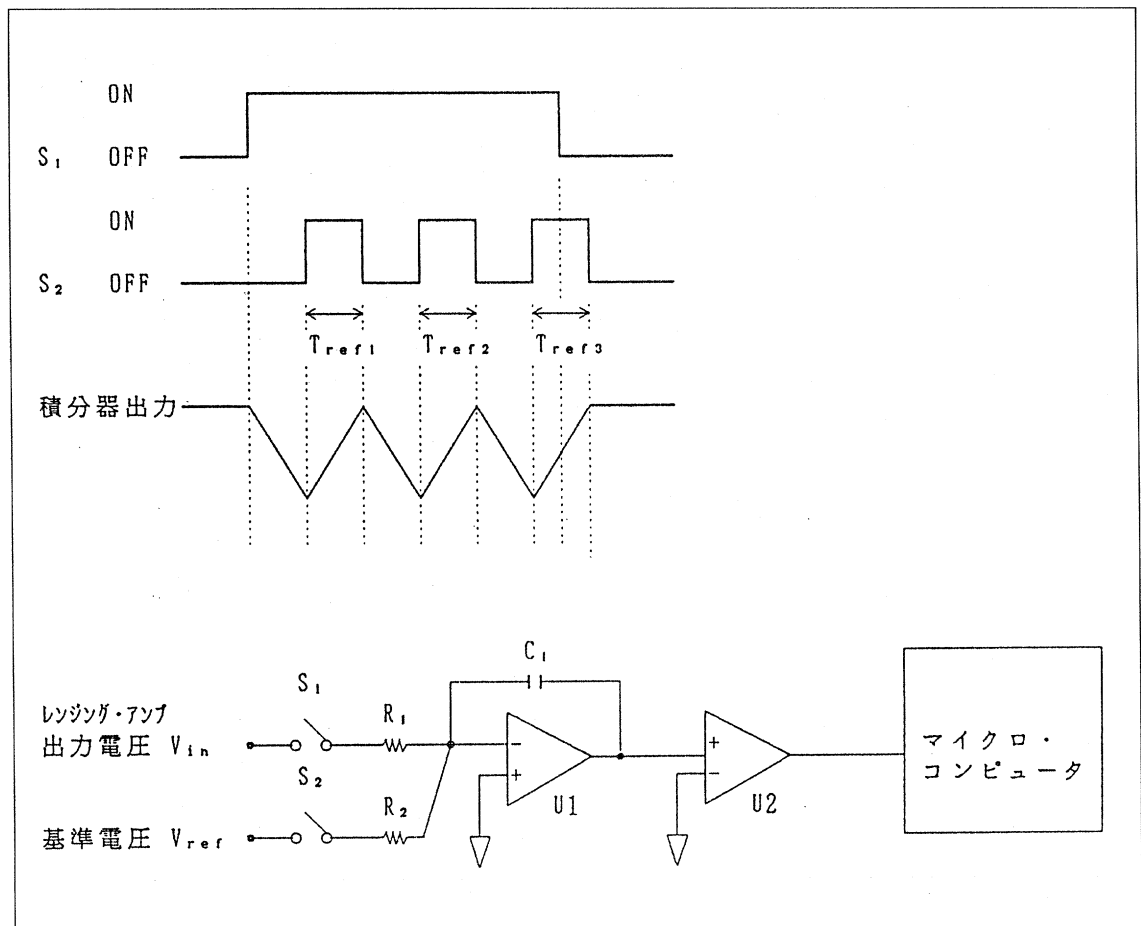 ON
S₁ OFF
ON
S₂ OFF
Tref1 Tref2 Tref3
積分器出力
C₁
S₁
レンジング・アンプ
R₁
出力電圧 Vin
S₂
R₂
基準電圧 Vref
U1
U2
マイクロ・
コンピュータ